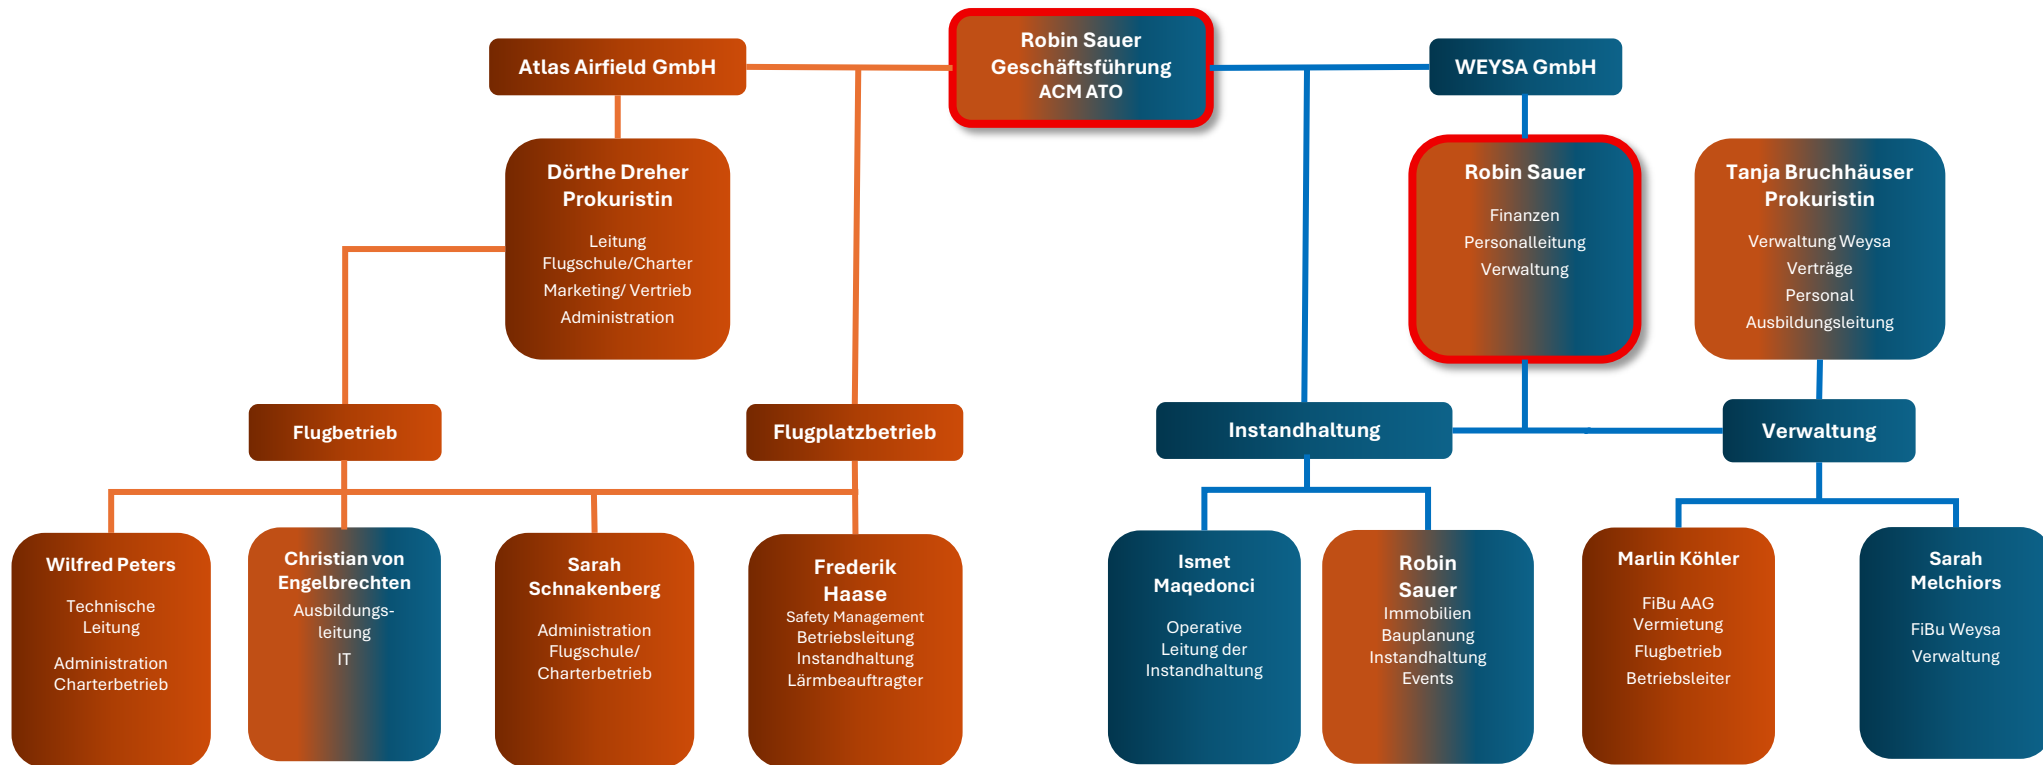 Robin Sauer
Geschäftsführung
ACM ATO
Atlas Airfield GmbH
WEYSA GmbH
Dörthe Dreher
Prokuristin
Leitung
Flugschule/Charter
Marketing/ Vertrieb
Administration
Robin Sauer
Finanzen
Personalleitung
Verwaltung
Tanja Bruchhäuser
Prokuristin
Verwaltung Weysa
Verträge
Personal
Ausbildungsleitung
Flugbetrieb
Flugplatzbetrieb
Instandhaltung
Verwaltung
Wilfred Peters
Technische
Leitung
Administration
Charterbetrieb
Christian von
Engelbrechten
Ausbildungs-
leitung
IT
Sarah
Schnakenberg
Administration
Flugschule/
Charterbetrieb
Frederik
Haase
Safety Management
Betriebsleitung
Instandhaltung
Lärmbeauftragter
Ismet
Maqedonci
Operative
Leitung der
Instandhaltung
Robin
Sauer
Immobilien
Bauplanung
Instandhaltung
Events
Marlin Köhler
FiBu AAG
Vermietung
Flugbetrieb
Betriebsleiter
Sarah
Melchiors
FiBu Weysa
Verwaltung